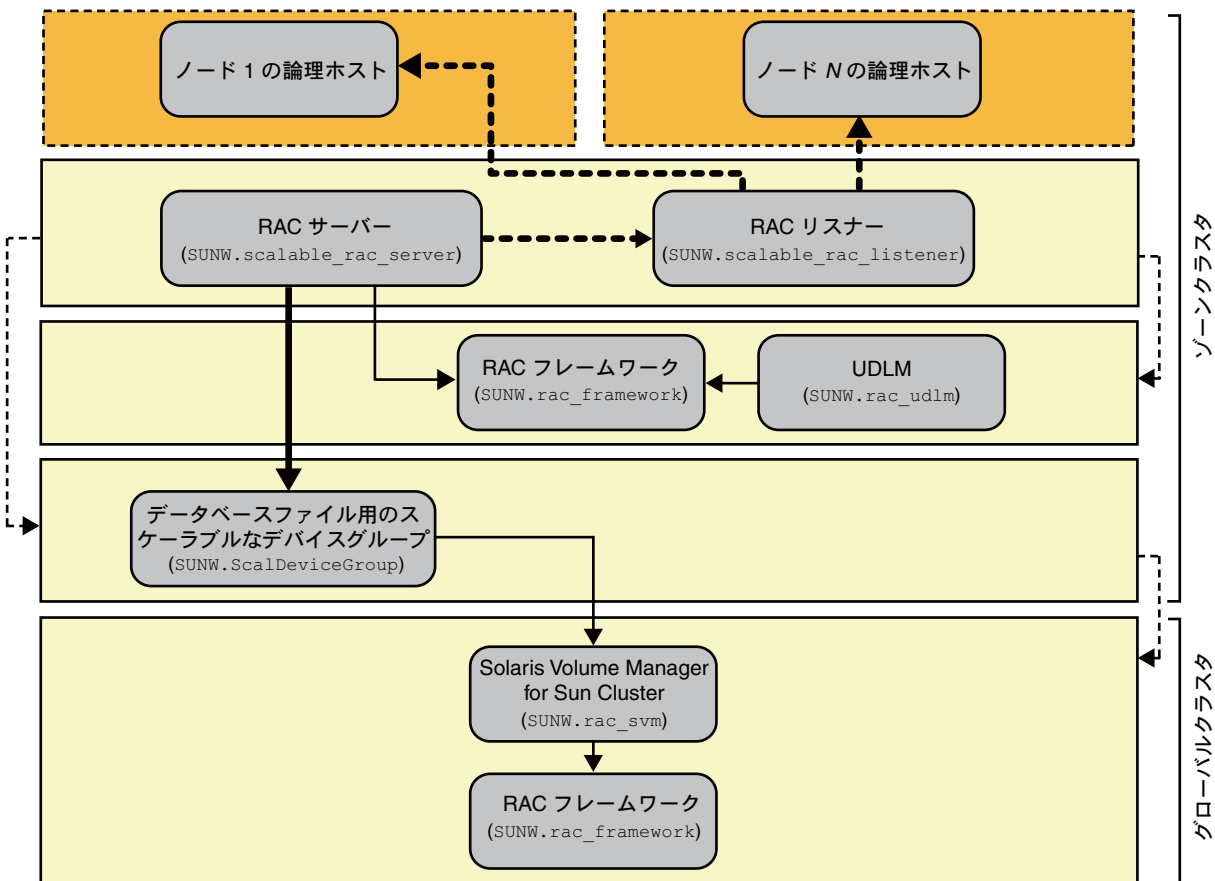 ノード 1 の論理ホスト
ノード N の論理ホスト
RAC サーバー
(SUNW.scalable_rac_server)
RAC リスナー
(SUNW.scalable_rac_listener)
RAC フレームワーク
(SUNW.rac_framework)
UDLM
(SUNW.rac_udlm)
データベースファイル用のス
ケーラブルなデバイスグループ
(SUNW.ScalDeviceGroup)
ゾーンクラスタ
Solaris Volume Manager
for Sun Cluster
(SUNW.rac_svm)
RAC フレームワーク
(SUNW.rac_framework)
グローバルクラスタ